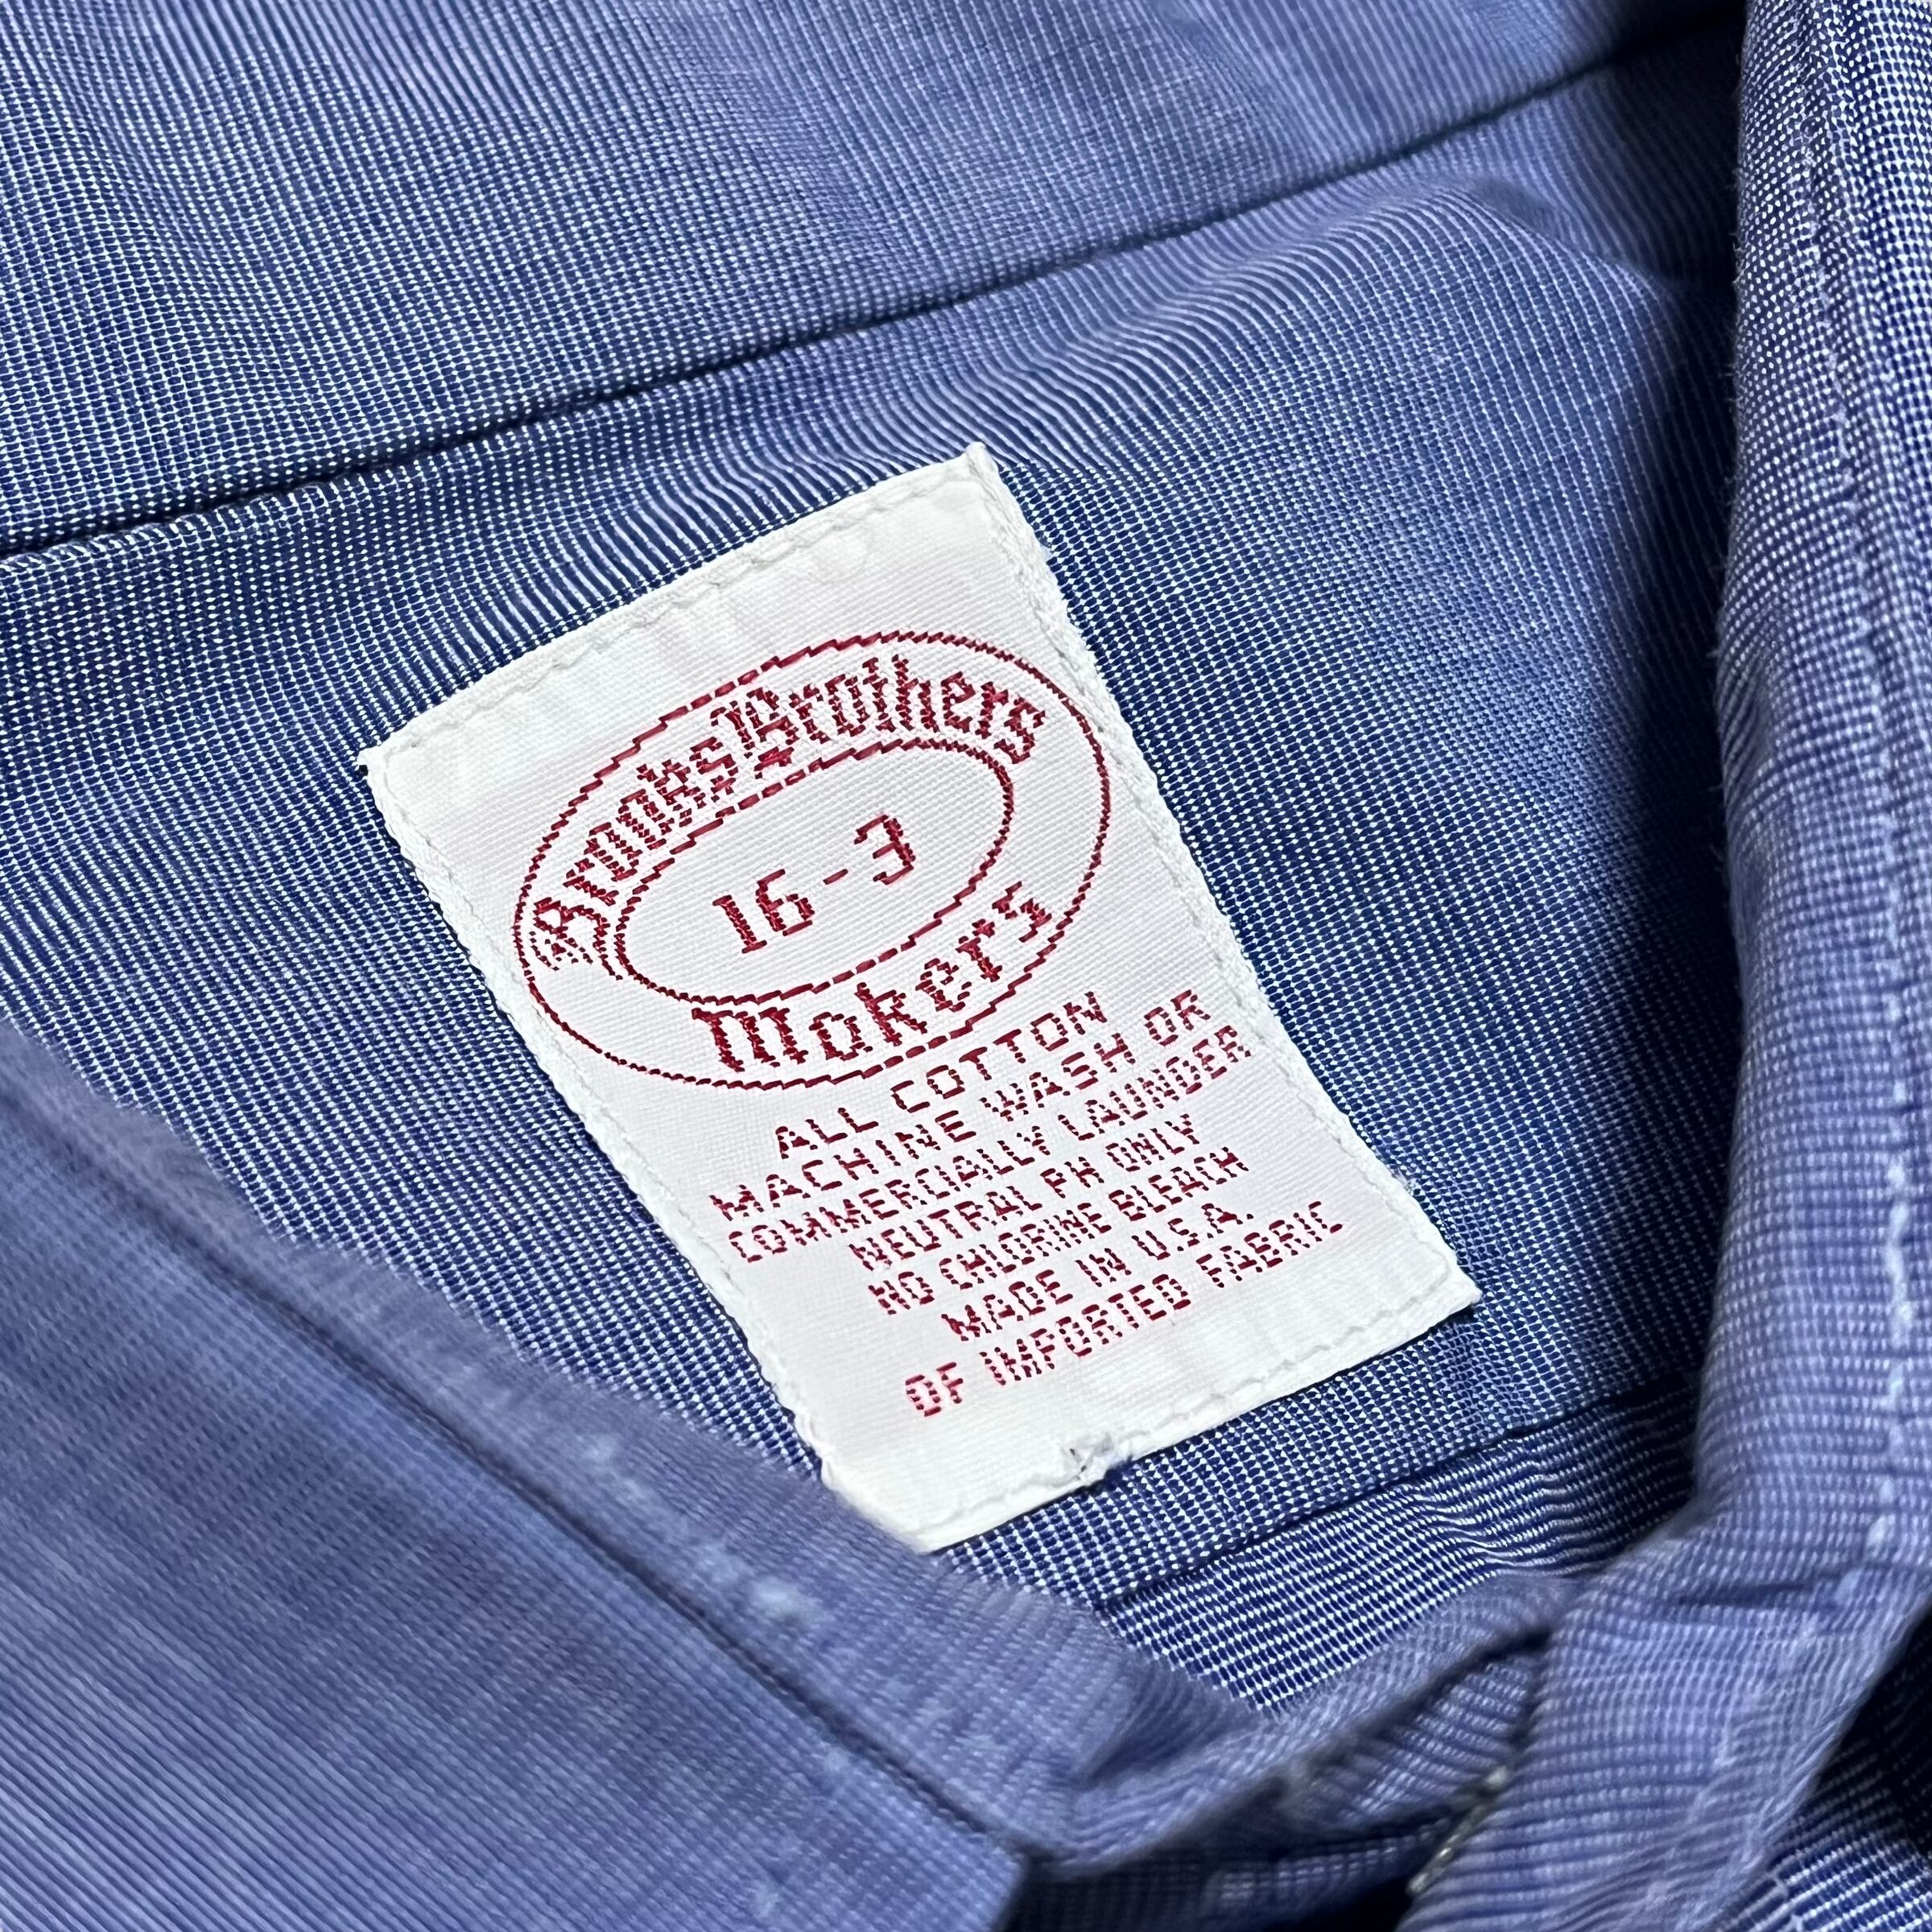 Brooks Brothers
16-3
Makers
ALL COTTON
MACHINE WASH OR
COMMERCIALLY LAUNDER
NEUTRAL PH ONLY
NO CHLORINE BLEACH
MADE IN U.S.A.
OF IMPORTED FABRIC